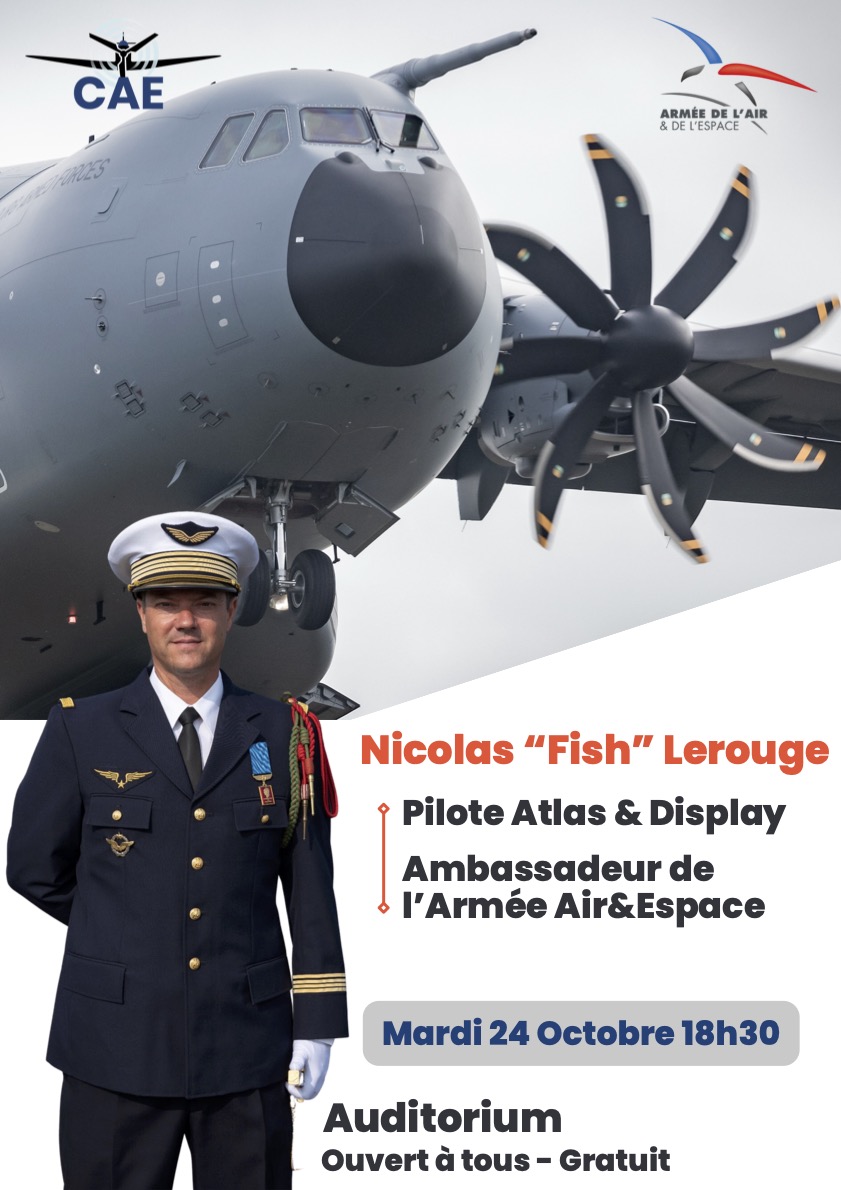 CAE
ARMÉE DE L'AIR
& DE L'ESPACE
Nicolas “Fish” Lerouge
Pilote Atlas & Display
Ambassadeur de
l’Armée Air&Espace
Mardi 24 Octobre 18h30
Auditorium
Ouvert à tous – Gratuit